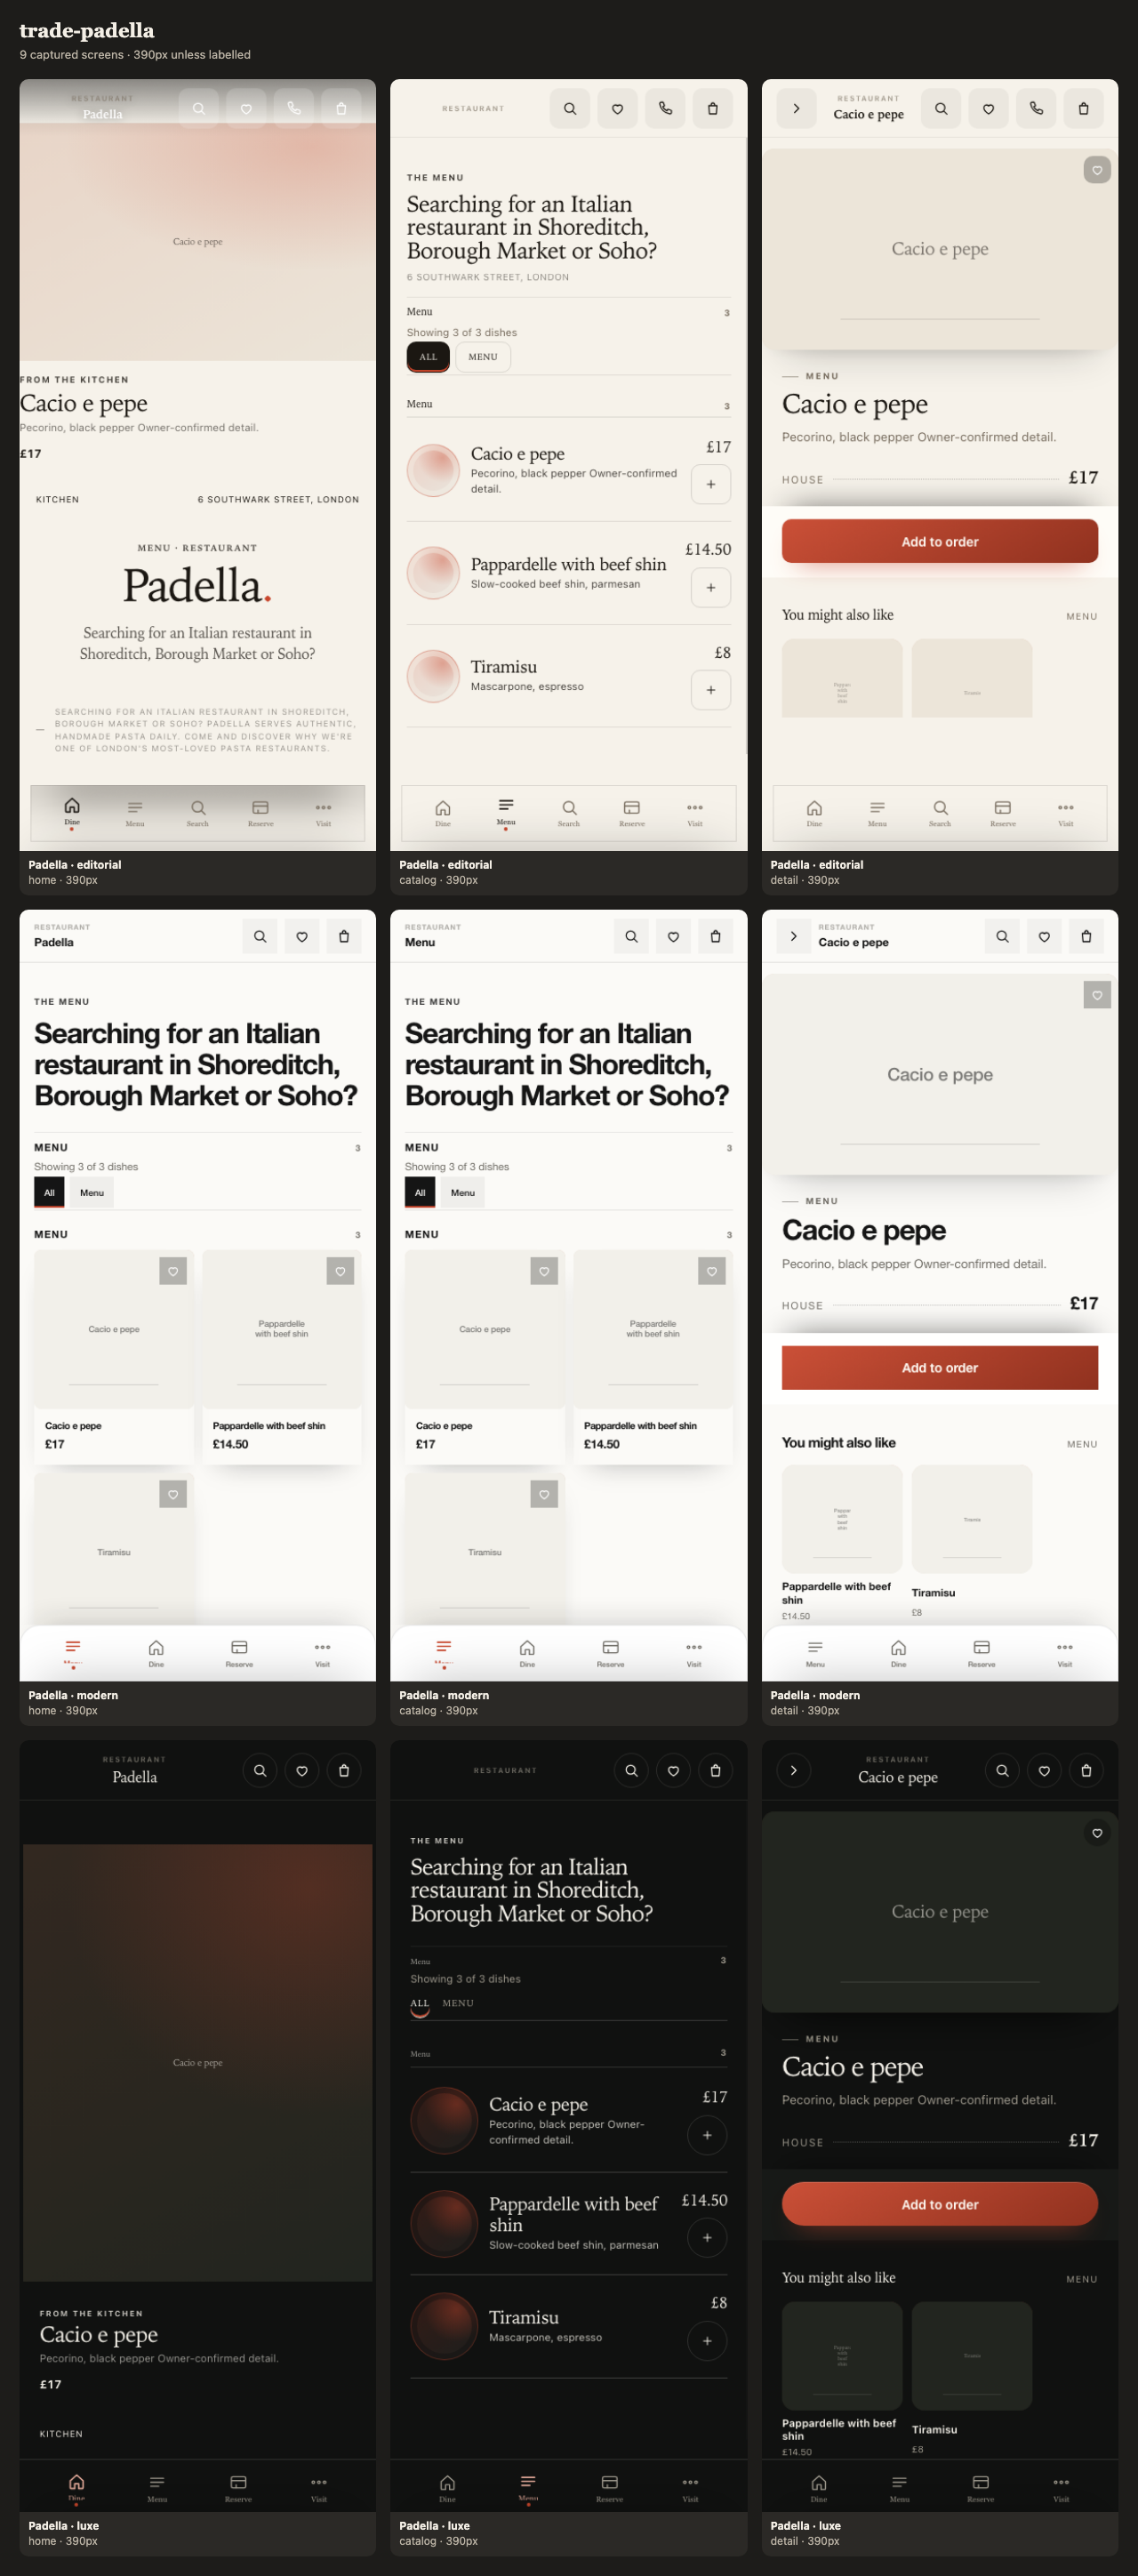 trade-padella
9 captured screens · 390px unless labelled
RESTAURANT
Padella
Cacio e pepe
FROM THE KITCHEN
Cacio e pepe
Pecorino, black pepper Owner-confirmed detail.
£17
KITCHEN
6 SOUTHWARK STREET, LONDON
MENU · RESTAURANT
Padella.
Searching for an Italian restaurant in
Shoreditch, Borough Market or Soho?
SEARCHING FOR AN ITALIAN RESTAURANT IN SHOREDITCH,
BOROUGH MARKET OR SOHO? PADELLA SERVES AUTHENTIC,
HANDMADE PASTA DAILY. COME AND DISCOVER WHY WE'RE
ONE OF LONDON'S MOST-LOVED PASTA RESTAURANTS.
Dine
Menu
Search
Reserve
Visit
Padella · editorial
home · 390px
RESTAURANT
THE MENU
Searching for an Italian
restaurant in Shoreditch,
Borough Market or Soho?
6 SOUTHWARK STREET, LONDON
Menu
3
Showing 3 of 3 dishes
ALL
MENU
Menu
3
Cacio e pepe
£17
Pecorino, black pepper Owner-confirmed
detail.
+
Pappardelle with beef shin
£14.50
Slow-cooked beef shin, parmesan
+
Tiramisu
£8
Mascarpone, espresso
+
Dine
Menu
Search
Reserve
Visit
Padella · editorial
catalog · 390px
RESTAURANT
Cacio e pepe
Cacio e pepe
MENU
Cacio e pepe
Pecorino, black pepper Owner-confirmed detail.
HOUSE
£17
Add to order
You might also like
MENU
with
beef
shin
Dine
Menu
Search
Reserve
Visit
Padella · editorial
detail · 390px
RESTAURANT
Padella
THE MENU
Searching for an Italian
restaurant in Shoreditch,
Borough Market or Soho?
MENU
3
Showing 3 of 3 dishes
All
Menu
MENU
3
Cacio e pepe
Pappardelle
with beef shin
Cacio e pepe
£17
Pappardelle with beef shin
£14.50
Tiramisu
Dine
Reserve
Visit
Padella · modern
home · 390px
RESTAURANT
Menu
THE MENU
Searching for an Italian
restaurant in Shoreditch,
Borough Market or Soho?
MENU
3
Showing 3 of 3 dishes
All
Menu
MENU
3
Cacio e pepe
Pappardelle
with beef shin
Cacio e pepe
£17
Pappardelle with beef shin
£14.50
Tiramisu
Dine
Reserve
Visit
Padella · modern
catalog · 390px
RESTAURANT
Cacio e pepe
Cacio e pepe
MENU
Cacio e pepe
Pecorino, black pepper Owner-confirmed detail.
HOUSE
£17
Add to order
You might also like
MENU
with
beef
shin
Pappardelle with beef
shin
£14.50
Tiramisu
£8
Menu
Dine
Reserve
Visit
Padella · modern
detail · 390px
RESTAURANT
Padella
Cacio e pepe
FROM THE KITCHEN
Cacio e pepe
Pecorino, black pepper Owner-confirmed detail.
£17
KITCHEN
Dine
Menu
Reserve
Visit
Padella · luxe
home · 390px
RESTAURANT
THE MENU
Searching for an Italian
restaurant in Shoreditch,
Borough Market or Soho?
Menu
3
Showing 3 of 3 dishes
ALL
MENU
Menu
3
Cacio e pepe
£17
Pecorino, black pepper Owner-
confirmed detail.
+
Pappardelle with beef
shin
£14.50
Slow-cooked beef shin, parmesan
+
Tiramisu
£8
Mascarpone, espresso
+
Dine
Menu
Reserve
Visit
Padella · luxe
catalog · 390px
RESTAURANT
Cacio e pepe
Cacio e pepe
MENU
Cacio e pepe
Pecorino, black pepper Owner-confirmed detail.
HOUSE
£17
Add to order
You might also like
MENU
with
beef
shin
Pappardelle with beef
shin
£14.50
Tiramisu
£8
Dine
Menu
Reserve
Visit
Padella · luxe
detail · 390px